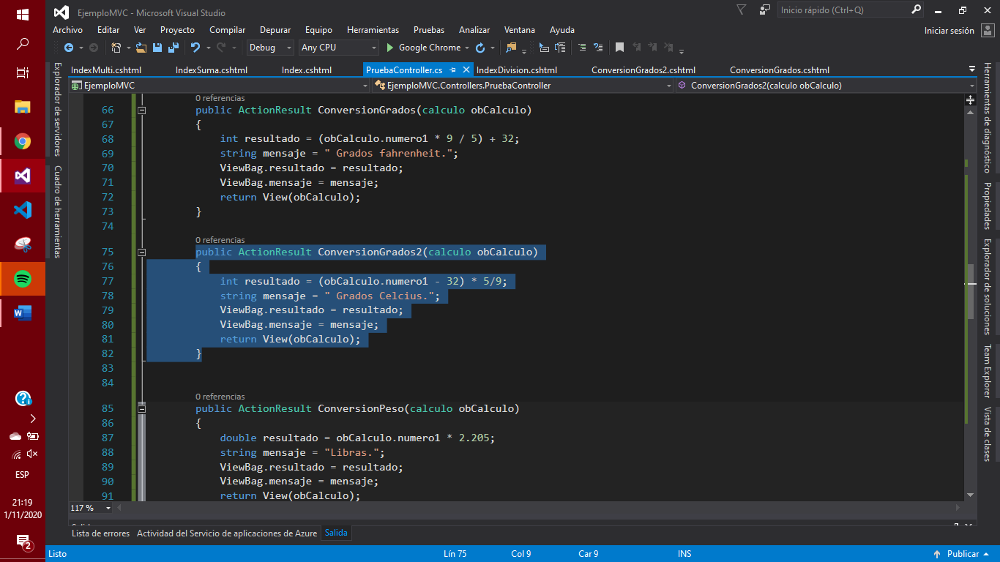 EjemploMVC - Microsoft Visual Studio
Inicio rápido (Ctrl+Q)
Archivo Editar Ver Proyecto Compilar Depurar Equipo Herramientas Pruebas Analizar Ventana Ayuda
Iniciar sesión
Debug Any CPU Google Chrome
IndexMulti.cshtml IndexSuma.cshtml Index.cshtml PruebaController.cs IndexDivision.cshtml ConversionGrados2.cshtml ConversionGrados.cshtml
EjemploMVC EjemploMVC.Controllers.PruebaController ConversionGrados2(calculo obCalculo)
Explorador de servidores
Cuadro de herramientas
0 referencias
66 public ActionResult ConversionGrados(calculo obCalculo)
67 {
68 int resultado = (obCalculo.numero1 * 9 / 5) + 32;
69 string mensaje = " Grados fahrenheit.";
70 ViewBag.resultado = resultado;
71 ViewBag.mensaje = mensaje;
72 return View(obCalculo);
73 }
74
0 referencias
75 public ActionResult ConversionGrados2(calculo obCalculo)
76 {
77 int resultado = (obCalculo.numero1 - 32) * 5/9;
78 string mensaje = " Grados Celcius.";
79 ViewBag.resultado = resultado;
80 ViewBag.mensaje = mensaje;
81 return View(obCalculo);
82 }
83
84
0 referencias
85 public ActionResult ConversionPeso(calculo obCalculo)
86 {
87 double resultado = obCalculo.numero1 * 2.205;
88 string mensaje = "Libras.";
89 ViewBag.resultado = resultado;
90 ViewBag.mensaje = mensaje;
91 return View(obCalculo);
Herramientas de diagnóstico
Propiedades
Explorador de soluciones
Team Explorer
Vista de clases
117 %
Salida
Lista de errores Actividad del Servicio de aplicaciones de Azure Salida
Listo Lín 75 Col 9 Car 9 INS Publicar
ESP
21:19
1/11/2020
2